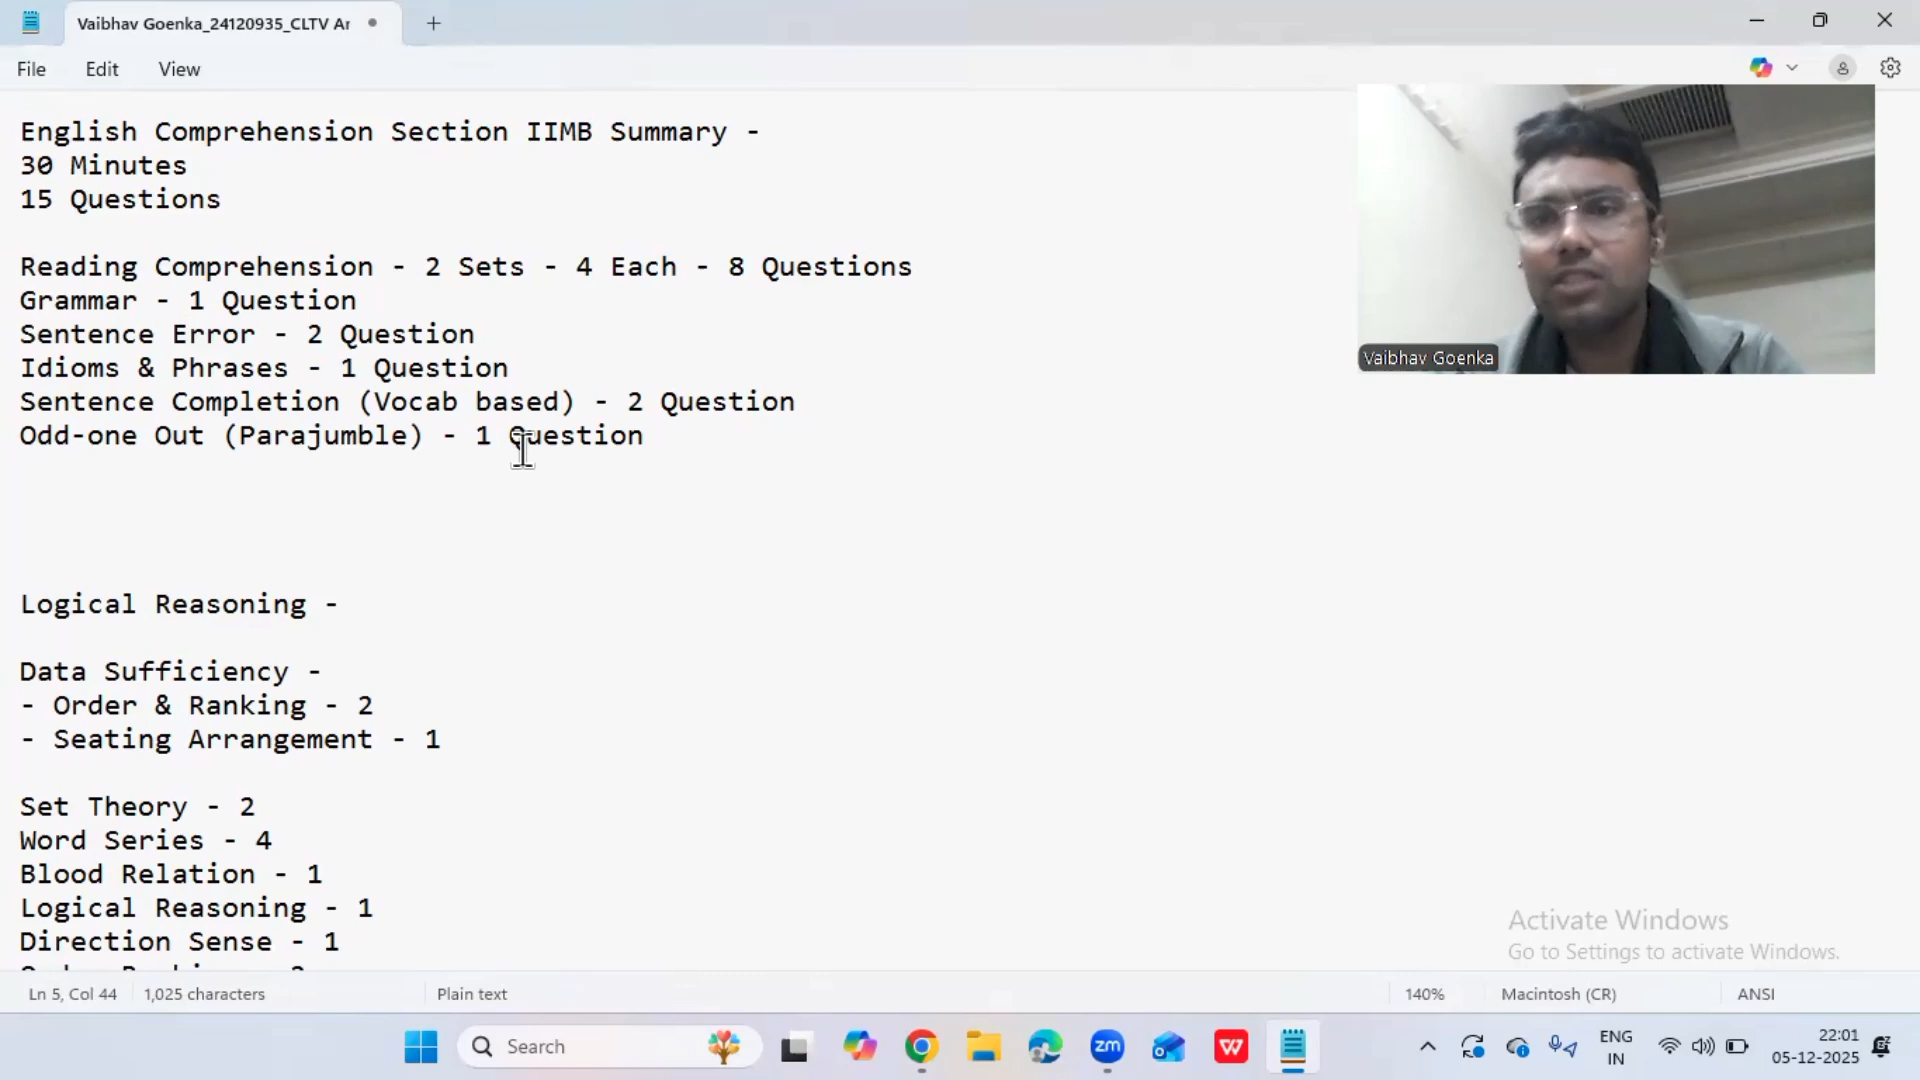 Vaibhav Goenka_24120935_CLTV Ar
File Edit View
English Comprehension Section IIMB Summary -
30 Minutes
15 Questions
Reading Comprehension - 2 Sets - 4 Each - 8 Questions
Grammar - 1 Question
Sentence Error - 2 Question
Idioms & Phrases - 1 Question
Sentence Completion (Vocab based) - 2 Question
Odd-one Out (Parajumble) - 1 Question
Vaibhav Goenka
Logical Reasoning -
Data Sufficiency -
- Order & Ranking - 2
- Seating Arrangement - 1
Set Theory - 2
Word Series - 4
Blood Relation - 1
Logical Reasoning - 1
Direction Sense - 1
Activate Windows
Go to Settings to activate Windows.
Ln 5, Col 44 1,025 characters Plain text 140% Macintosh (CR) ANSI
Search
zm
W
ENG
IN
22:01
05-12-2025